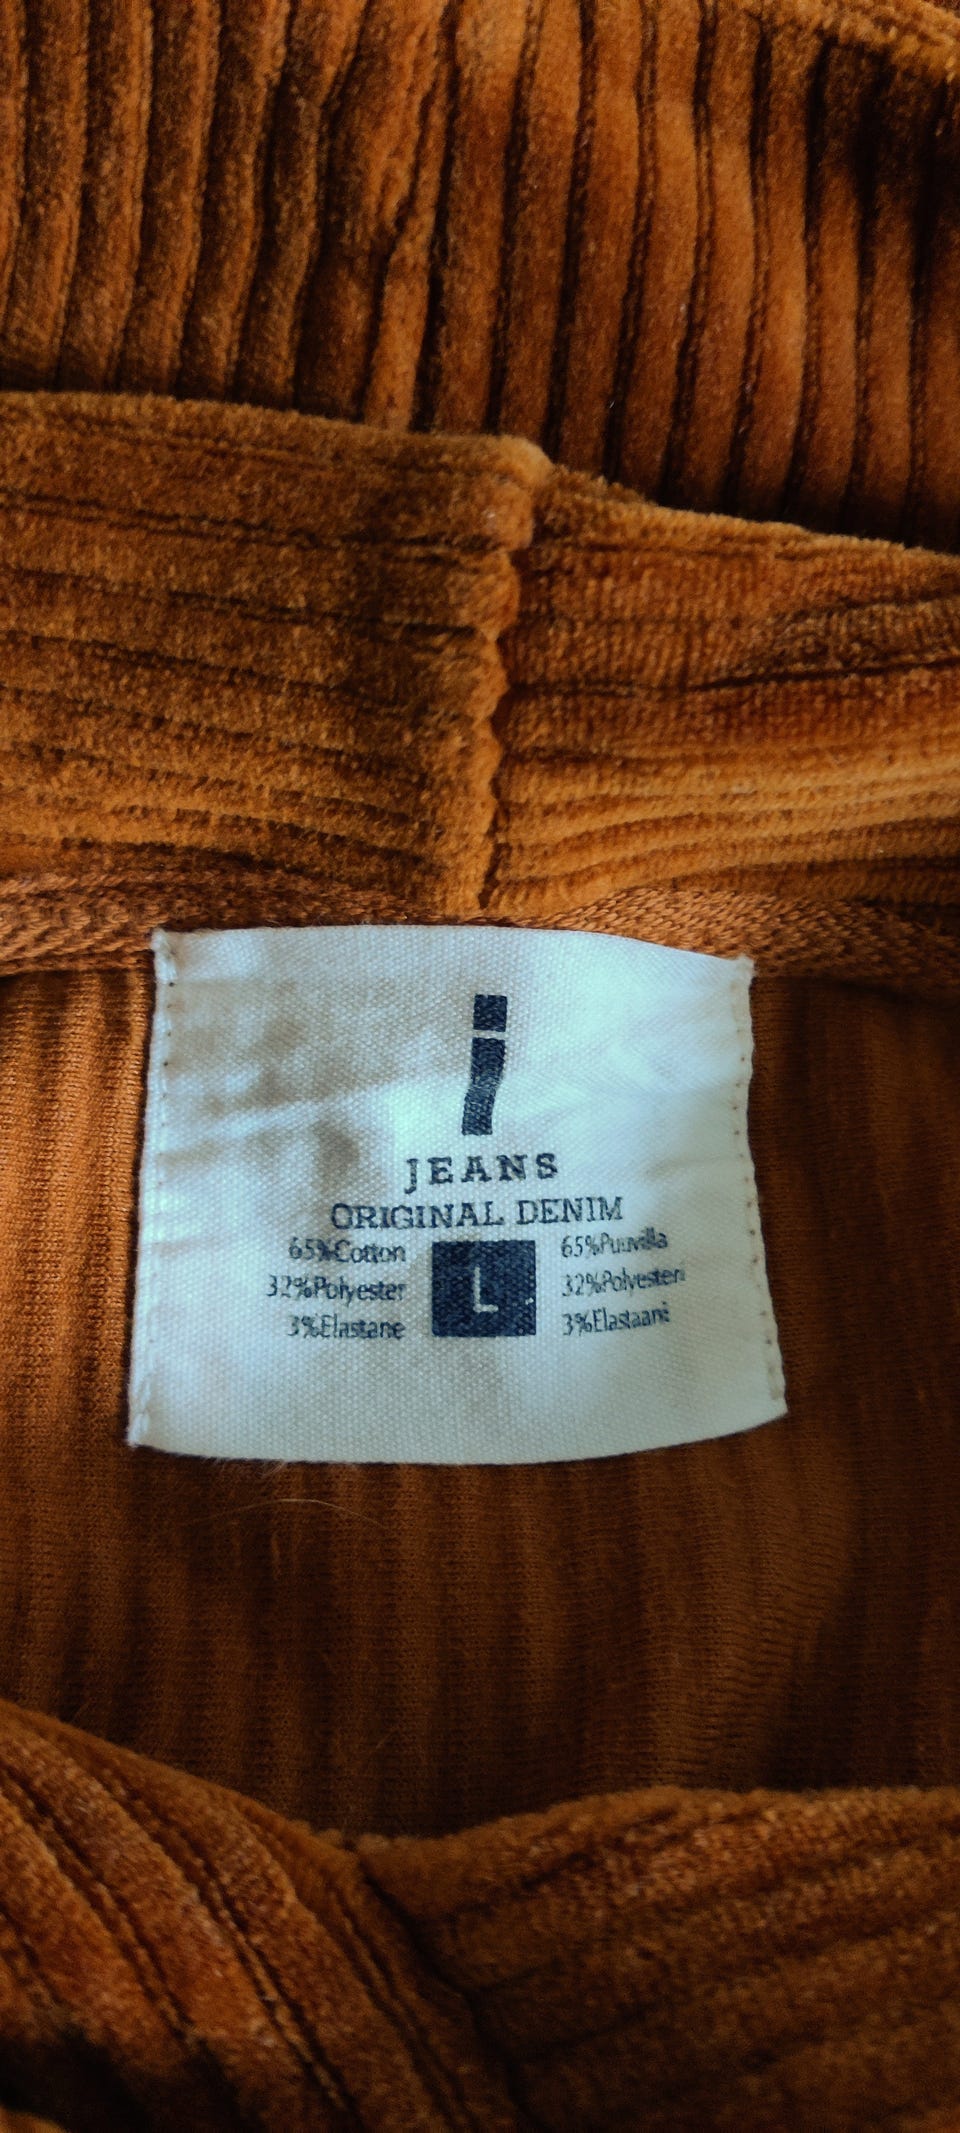 i
JEANS
ORIGINAL DENIM
65%Cotton
32%Polyester
3%Elastane
L
65%Puuvilla
32%Polyesteri
3%Elastaani